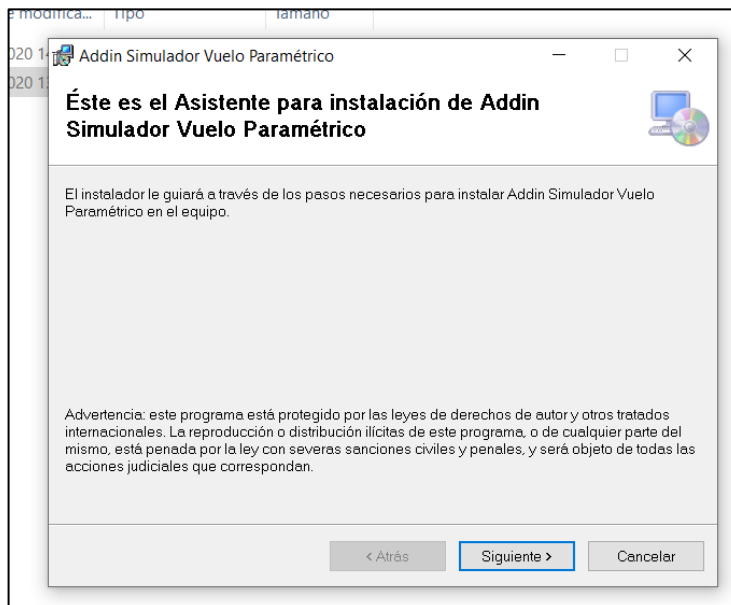 e modifica... Tipo Tamaño
020 14
020 13
Addin Simulador Vuelo Paramétrico
Éste es el Asistente para instalación de Addin
Simulador Vuelo Paramétrico
El instalador le guiará a través de los pasos necesarios para instalar Addin Simulador Vuelo
Paramétrico en el equipo.
Advertencia: este programa está protegido por las leyes de derechos de autor y otros tratados
internacionales. La reproducción o distribución ilícitas de este programa, o de cualquier parte del
mismo, está penada por la ley con severas sanciones civiles y penales, y será objeto de todas las
acciones judiciales que correspondan.
< Atrás Siguiente > Cancelar